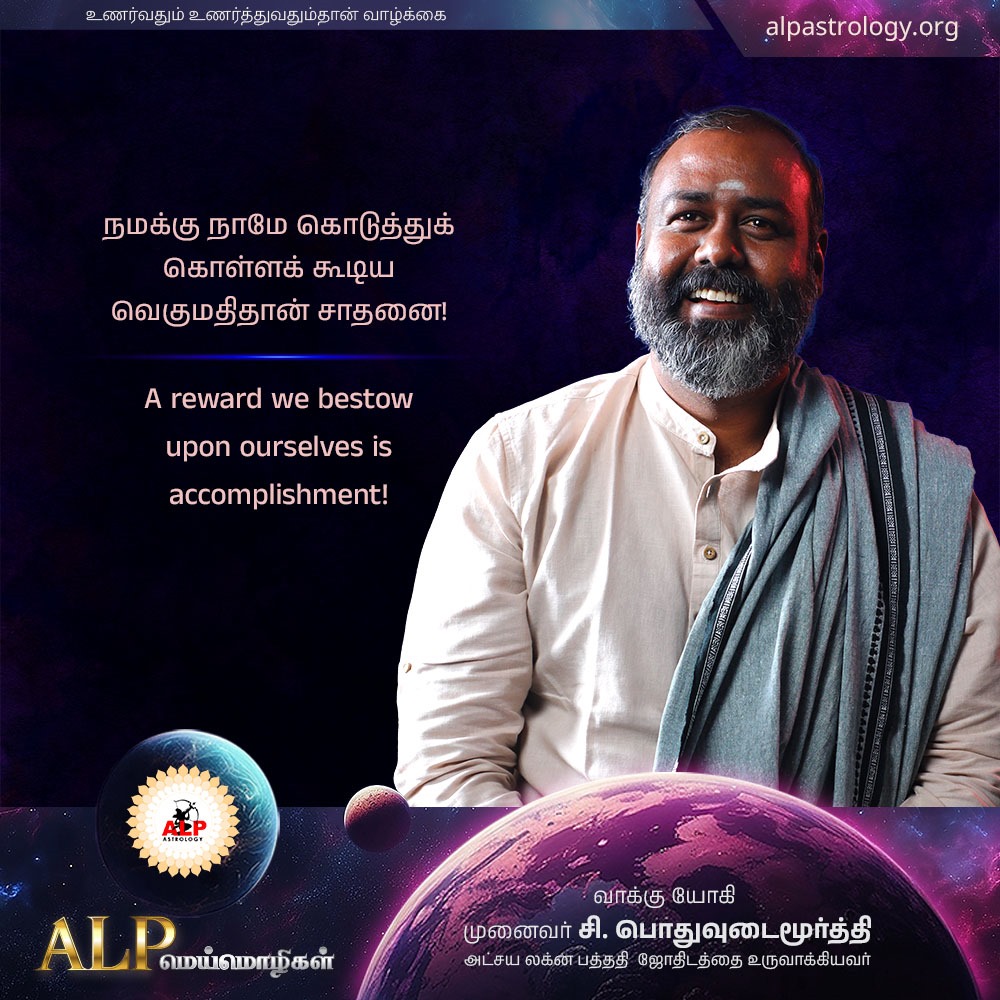 உணர்வதும் உணர்த்துவதும்தான் வாழ்க்கை
alpastrology.org
நமக்கு நாமே கொடுத்துக்
கொள்ளக் கூடிய
வெகுமதிதான் சாதனை!
A reward we bestow
upon ourselves is
accomplishment!
ALP
ASTROLOGY
ALP மெய்மொழிகள்
வாக்கு யோகி
முனைவர் சி. பொதுவுடைமூர்த்தி
அட்சய லக்ன பத்ததி ஜோதிடத்தை உருவாக்கியவர்